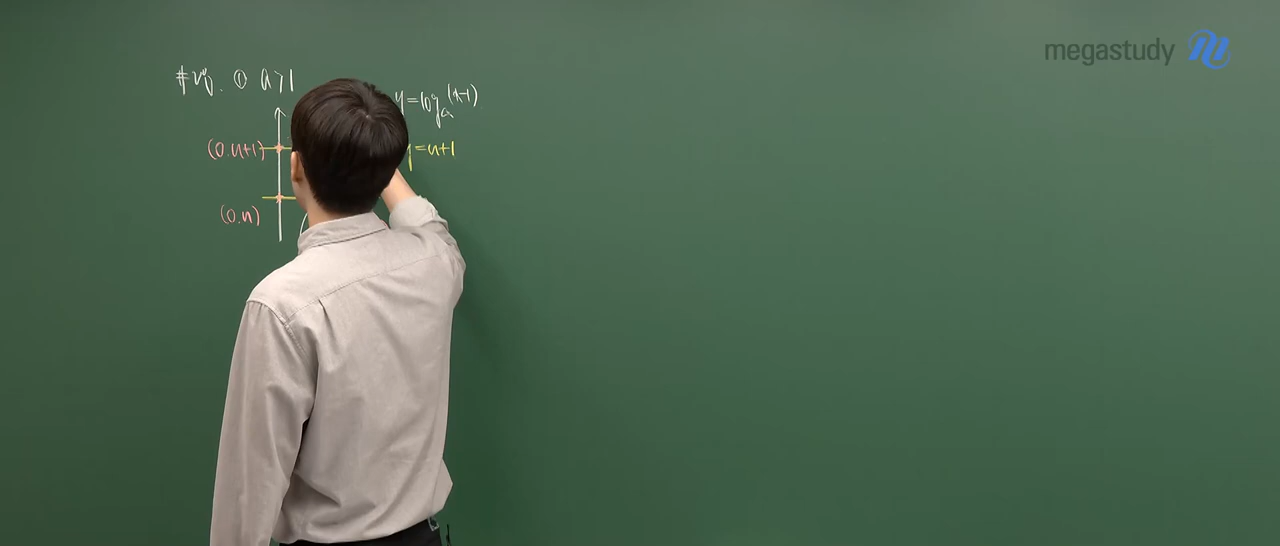 megastudy
① a>1
y=log_a(x-1)
(0.n+1)
y=n+1
(0.n)